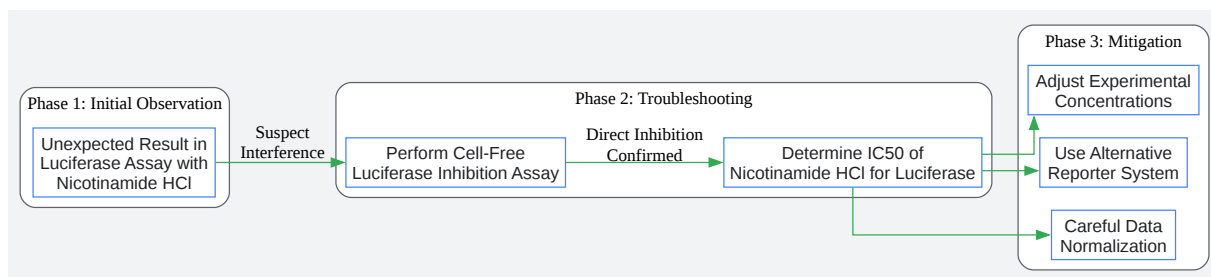 Phase 1: Initial Observation
Unexpected Result in
Luciferase Assay with
Nicotinamide HCl
Suspect
Interference
Phase 2: Troubleshooting
Perform Cell-Free
Luciferase Inhibition Assay
Direct Inhibition
Confirmed
Determine IC50 of
Nicotinamide HCl for Luciferase
Phase 3: Mitigation
Adjust Experimental
Concentrations
Use Alternative
Reporter System
Careful Data
Normalization